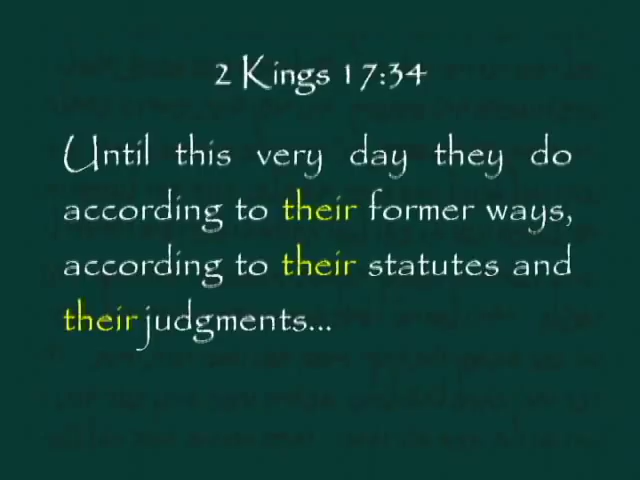 2 Kings 17:34
Until this very day they do
according to their former ways,
according to their statutes and
their judgments...